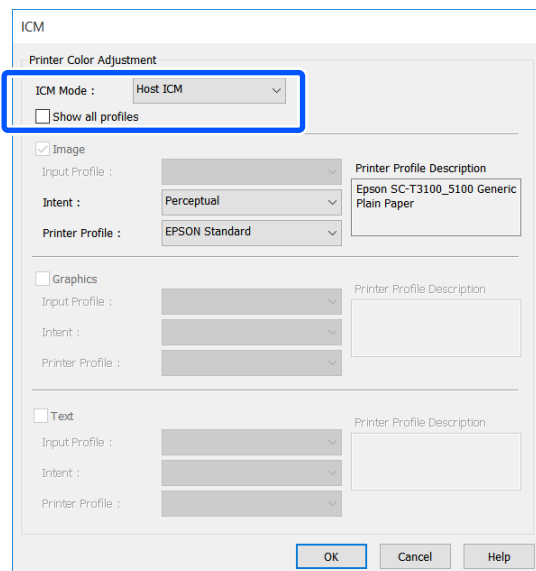 ICM
Printer Color Adjustment
ICM Mode : Host ICM
Show all profiles
Image
Input Profile : Printer Profile Description
Intent : Perceptual Epson SC-T3100_5100 Generic
Plain Paper
Printer Profile : EPSON Standard
Graphics
Input Profile : Printer Profile Description
Intent :
Printer Profile :
Text
Input Profile : Printer Profile Description
Intent :
Printer Profile :
OK Cancel Help